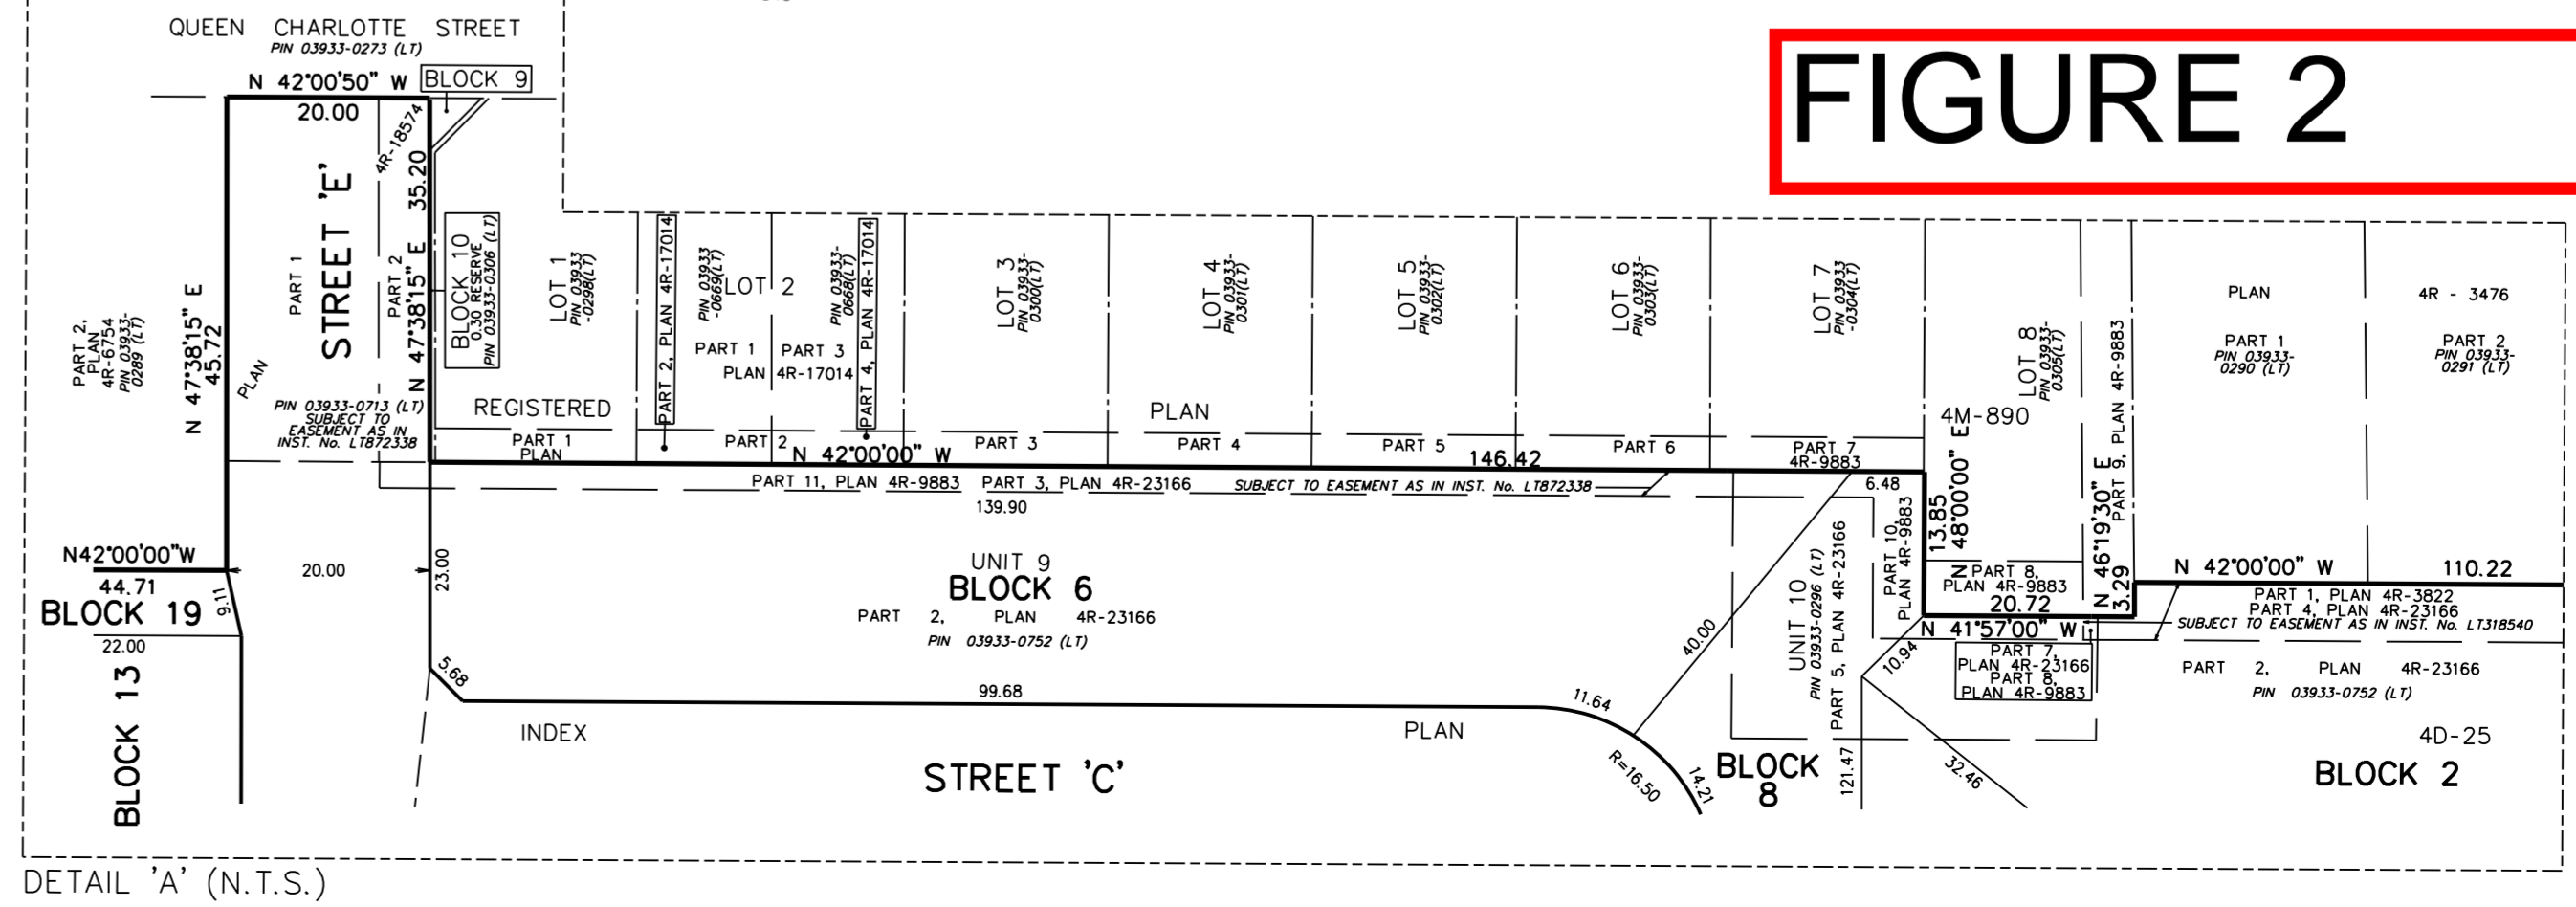 QUEEN CHARLOTTE STREET
PIN 03933-0273 (LT)
N 42°00'50" W
BLOCK 9
20.00
FIGURE 2
4R-18574
35.20
N 47°38'15" E
STREET 'E'
PART 1
PART 2
PLAN
N 47°38'15" E
45.72
PART 2,
PLAN
4R-6754
PIN 03933-
0289 (LT)
BLOCK 10
0.30 RESERVE
PIN 03933-0306 (LT)
PIN 03933-0713 (LT)
SUBJECT TO
EASEMENT AS IN
INST. No. LT872338
LOT 1
PIN 03933
-0298(LT)
PART 2, PLAN 4R-17014
PIN 03933
-0669(LT)
LOT 2
PIN 03933-
0668(LT)
PART 4, PLAN 4R-17014
PART 1
PART 3
PLAN 4R-17014
LOT 3
PIN 03933-
0300(LT)
LOT 4
PIN 03933-
0301(LT)
LOT 5
PIN 03933-
0302(LT)
LOT 6
PIN 03933-
0303(LT)
LOT 7
PIN 03933
-0304(LT)
LOT 8
PIN 03933-
0305(LT)
PART 9, PLAN 4R-9883
PLAN
4R - 3476
PART 1
PIN 03933-
0290 (LT)
PART 2
PIN 03933-
0291 (LT)
REGISTERED
PLAN
4M-890
PART 1
PLAN
PART 2
PART 3
PART 4
PART 5
PART 6
PART 7
4R-9883
N 42°00'00" W
146.42
PART 11, PLAN 4R-9883
PART 3, PLAN 4R-23166
SUBJECT TO EASEMENT AS IN INST. No. LT872338
6.48
139.90
13.85
N 48°00'00" E
PART 10,
PLAN 4R-9883
N 46°19'30" E
3.29
N42°00'00"W
44.71
9.11
BLOCK 19
22.00
BLOCK 13
20.00
23.00
5.68
UNIT 9
BLOCK 6
PART 2, PLAN 4R-23166
PIN 03933-0752 (LT)
99.68
INDEX
PLAN
STREET 'C'
11.64
40.00
R=16.50
14.21
UNIT 10
PIN 03933-0296 (LT)
PART 5, PLAN 4R-23166
PART 8,
PLAN 4R-9883
20.72
N 41°57'00" W
10.94
PART 7,
PLAN 4R-23166
PART 8,
PLAN 4R-9883
N 42°00'00" W
110.22
PART 1, PLAN 4R-3822
PART 4, PLAN 4R-23166
SUBJECT TO EASEMENT AS IN INST. No. LT318540
PART 2, PLAN 4R-23166
PIN 03933-0752 (LT)
4D-25
BLOCK 2
BLOCK
8
121.47
32.46
DETAIL 'A' (N.T.S.)